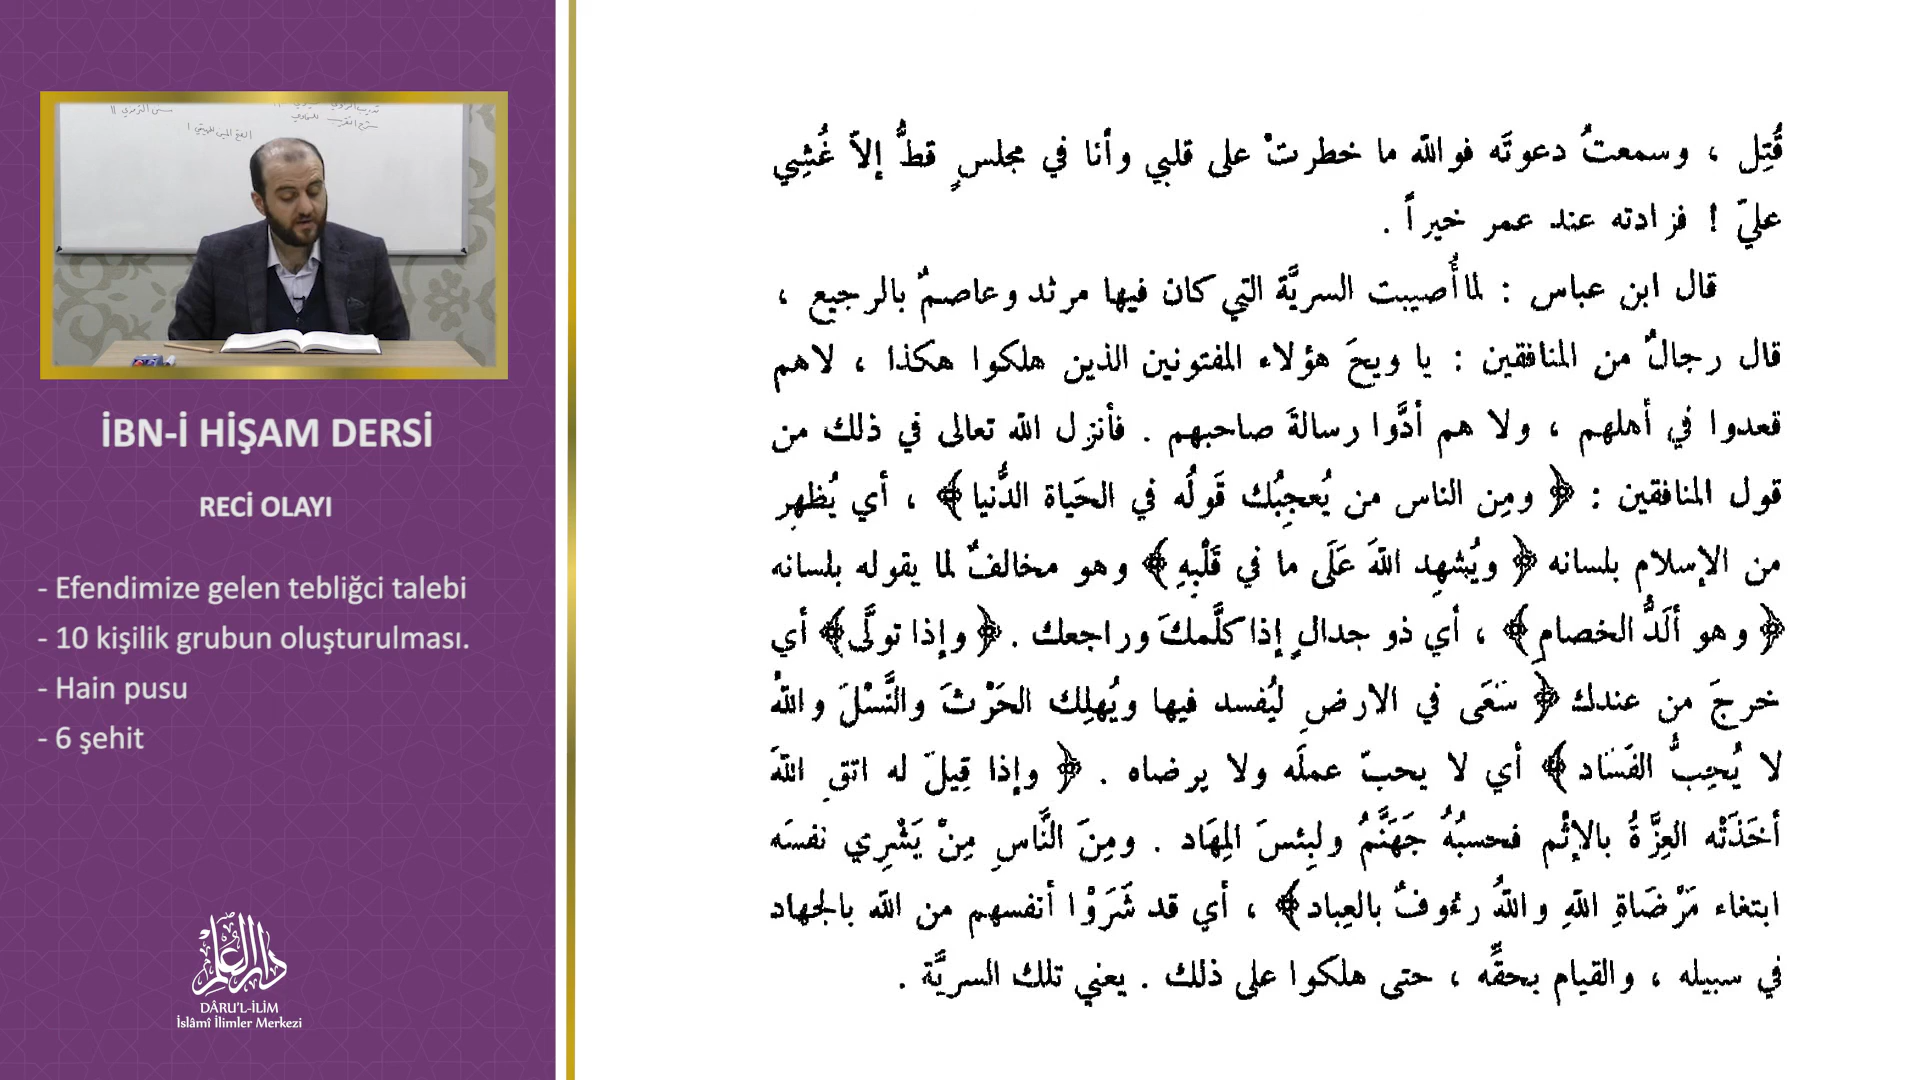 İBN-İ HİŞAM DERSİ
RECİ OLAYI
- Efendimize gelen tebliğci talebi
- 10 kişilik grubun oluşturulması.
- Hain pusu
- 6 şehit
دار العلم
DÂRU'L-İLİM
İslâmî İlimler Merkezi
قُتِل ، وسمعتُ دعوتَه فوالله ما خطرتْ على قلبي وأنا في مجلسٍ قطُّ إلاّ غُشِي
عليّ ! فزادته عند عمر خيراً .
قال ابن عباس : لما أُصيبت السريَّة التي كان فيها مرثد وعاصمٌ بالرجيع ،
قال رجالٌ من المنافقين : يا ويحَ هؤلاء المفتونين الذين هلكوا هكذا ، لاهم
قعدوا في أهلهم ، ولا هم أدَّوا رسالةَ صاحبهم . فأنزل الله تعالى في ذلك من
قول المنافقين : ﴿ ومِن الناس من يُعجِبُك قَولُه في الحَياة الدُّنيا ﴾ ، أي يُظهِر
من الإسلام بلسانه ﴿ ويُشهِد اللهَ عَلَى ما في قَلْبِهِ ﴾ وهو مخالفٌ لما يقوله بلسانه
﴿ وهو ألَدُّ الخصام ﴾ ، أي ذو جدالٍ إذا كلَّمكَ وراجعك . ﴿ وإذا تولَّى ﴾ أي
خرجَ من عندك ﴿ سَعَى في الارضِ ليُفسد فيها ويُهلِك الحَرْثَ والنَّسْلَ واللهُ
لا يُحِبُّ الفَسَاد ﴾ أي لا يحبّ عملَه ولا يرضاه . ﴿ وإذا قِيلَ له اتقِ اللهَ
أخَذَتْه العِزَّةُ بالإثْم فحسبُهُ جَهَنَّمُ ولبِئسَ المِهَاد . ومِنَ النَّاسِ مِنْ يَشْرِي نفسَه
ابتغاء مَرْضَاةِ اللهِ واللهُ رءوفٌ بالعِباد ﴾ ، أي قد شَرَوْا أنفسهم من الله بالجهاد
في سبيله ، والقيام بحقِّه ، حتى هلكوا على ذلك . يعني تلك السريَّة .